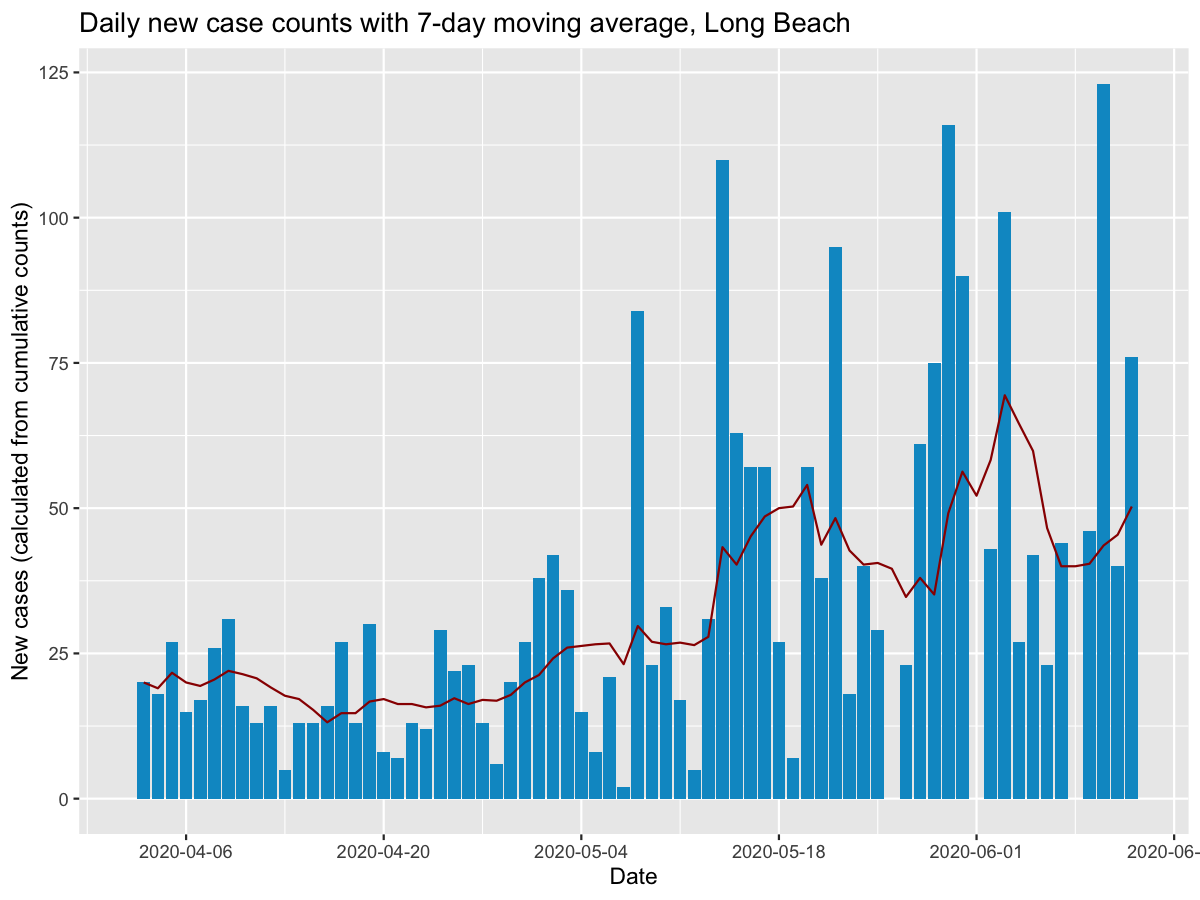 Daily new case counts with 7-day moving average, Long Beach
New cases (calculated from cumulative counts)
125
100
75
50
25
0
2020-04-06 2020-04-20 2020-05-04 2020-05-18 2020-06-01 2020-06-
Date